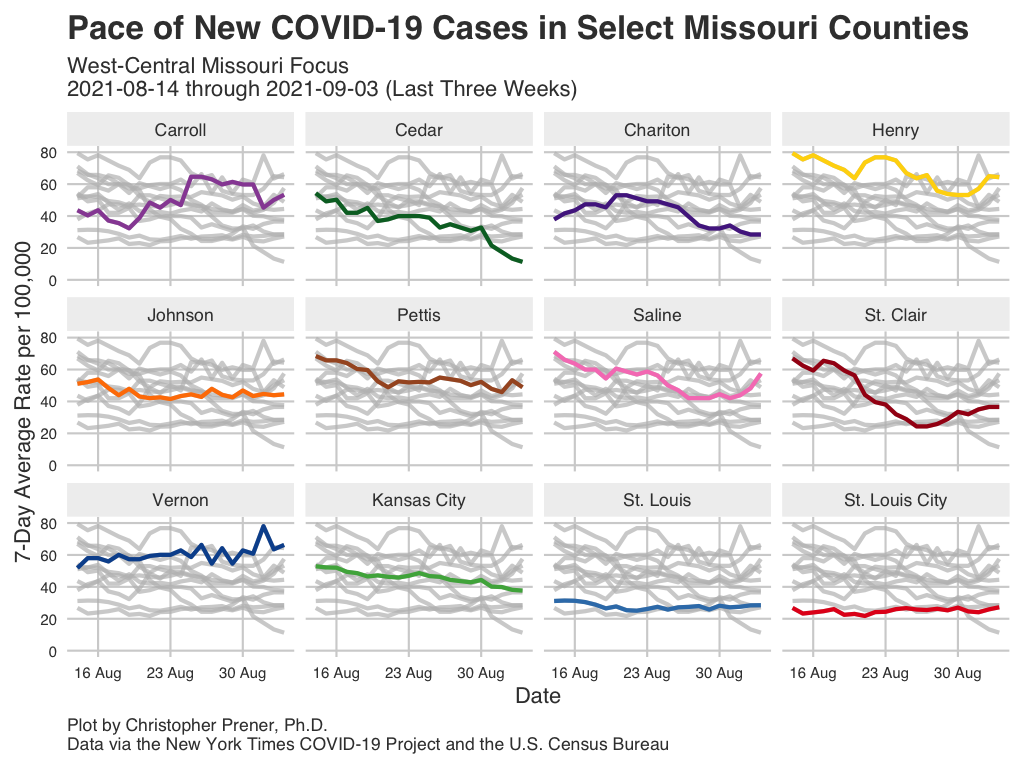 Pace of New COVID-19 Cases in Select Missouri Counties
West-Central Missouri Focus
2021-08-14 through 2021-09-03 (Last Three Weeks)
7-Day Average Rate per 100,000
Carroll Cedar Chariton Henry
80
60
40
20
0
Johnson Pettis Saline St. Clair
80
60
40
20
0
Vernon Kansas City St. Louis St. Louis City
80
60
40
20
0
16 Aug 23 Aug 30 Aug 16 Aug 23 Aug 30 Aug 16 Aug 23 Aug 30 Aug 16 Aug 23 Aug 30 Aug
Date
Plot by Christopher Prener, Ph.D.
Data via the New York Times COVID-19 Project and the U.S. Census Bureau